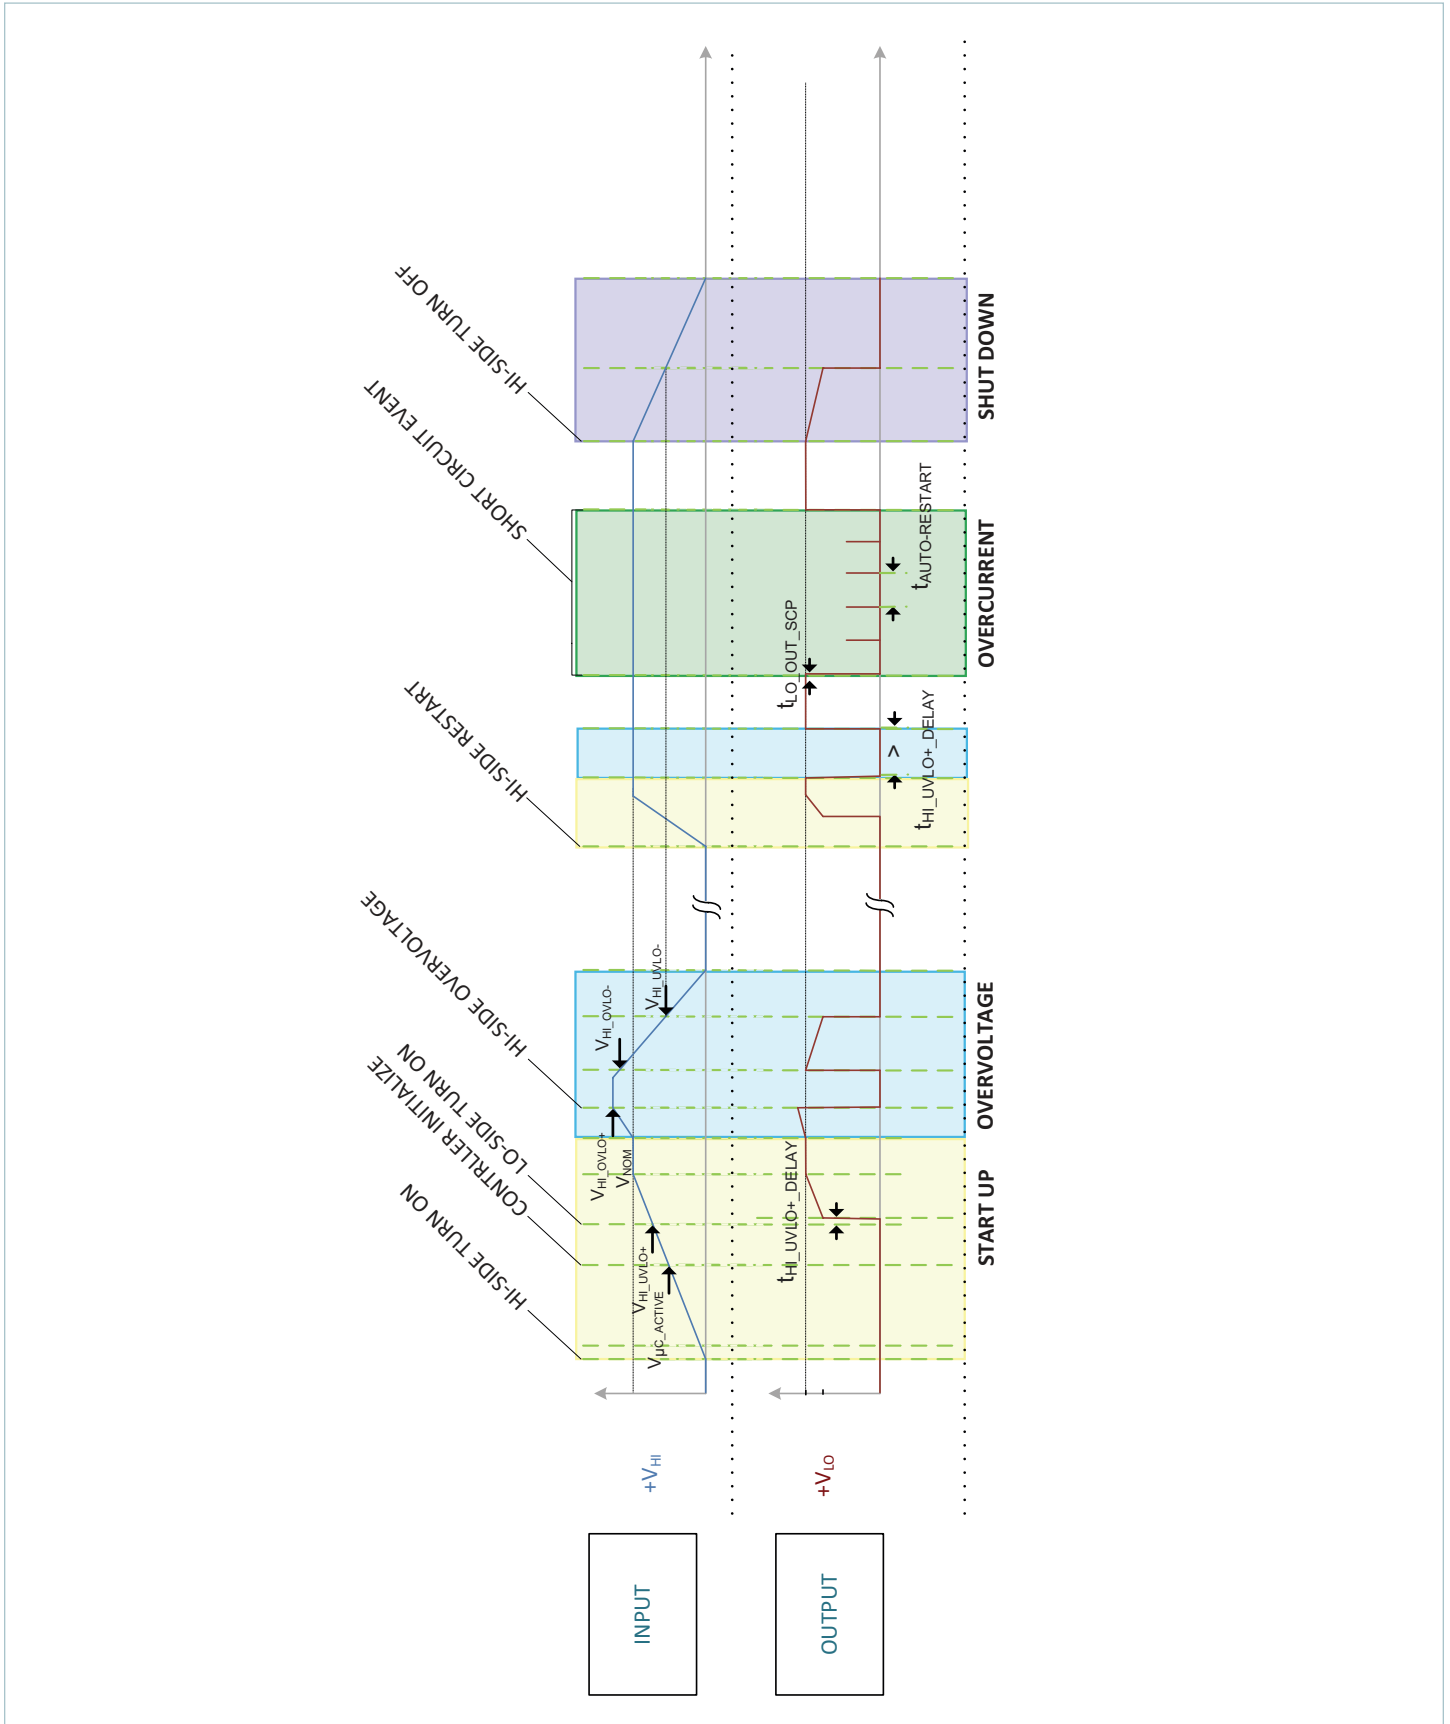 HI-SIDE TURN ON
CONTRLLER INITIALIZE
LO-SIDE TURN ON
HI-SIDE OVERVOLTAGE
HI-SIDE RESTART
SHORT CIRCUIT EVENT
HI-SIDE TURN OFF
INPUT
+VHI
VµC_ACTIVE
VHI_UVLO+
VHI_OVLO+
VNOM
VHI_OVLO-
VHI_UVLO-
OUTPUT
+VLO
tHI_UVLO+_DELAY
tLO_OUT_SCP
>
tHI_UVLO+_DELAY
tAUTO-RESTART
START UP
OVERVOLTAGE
OVERCURRENT
SHUT DOWN